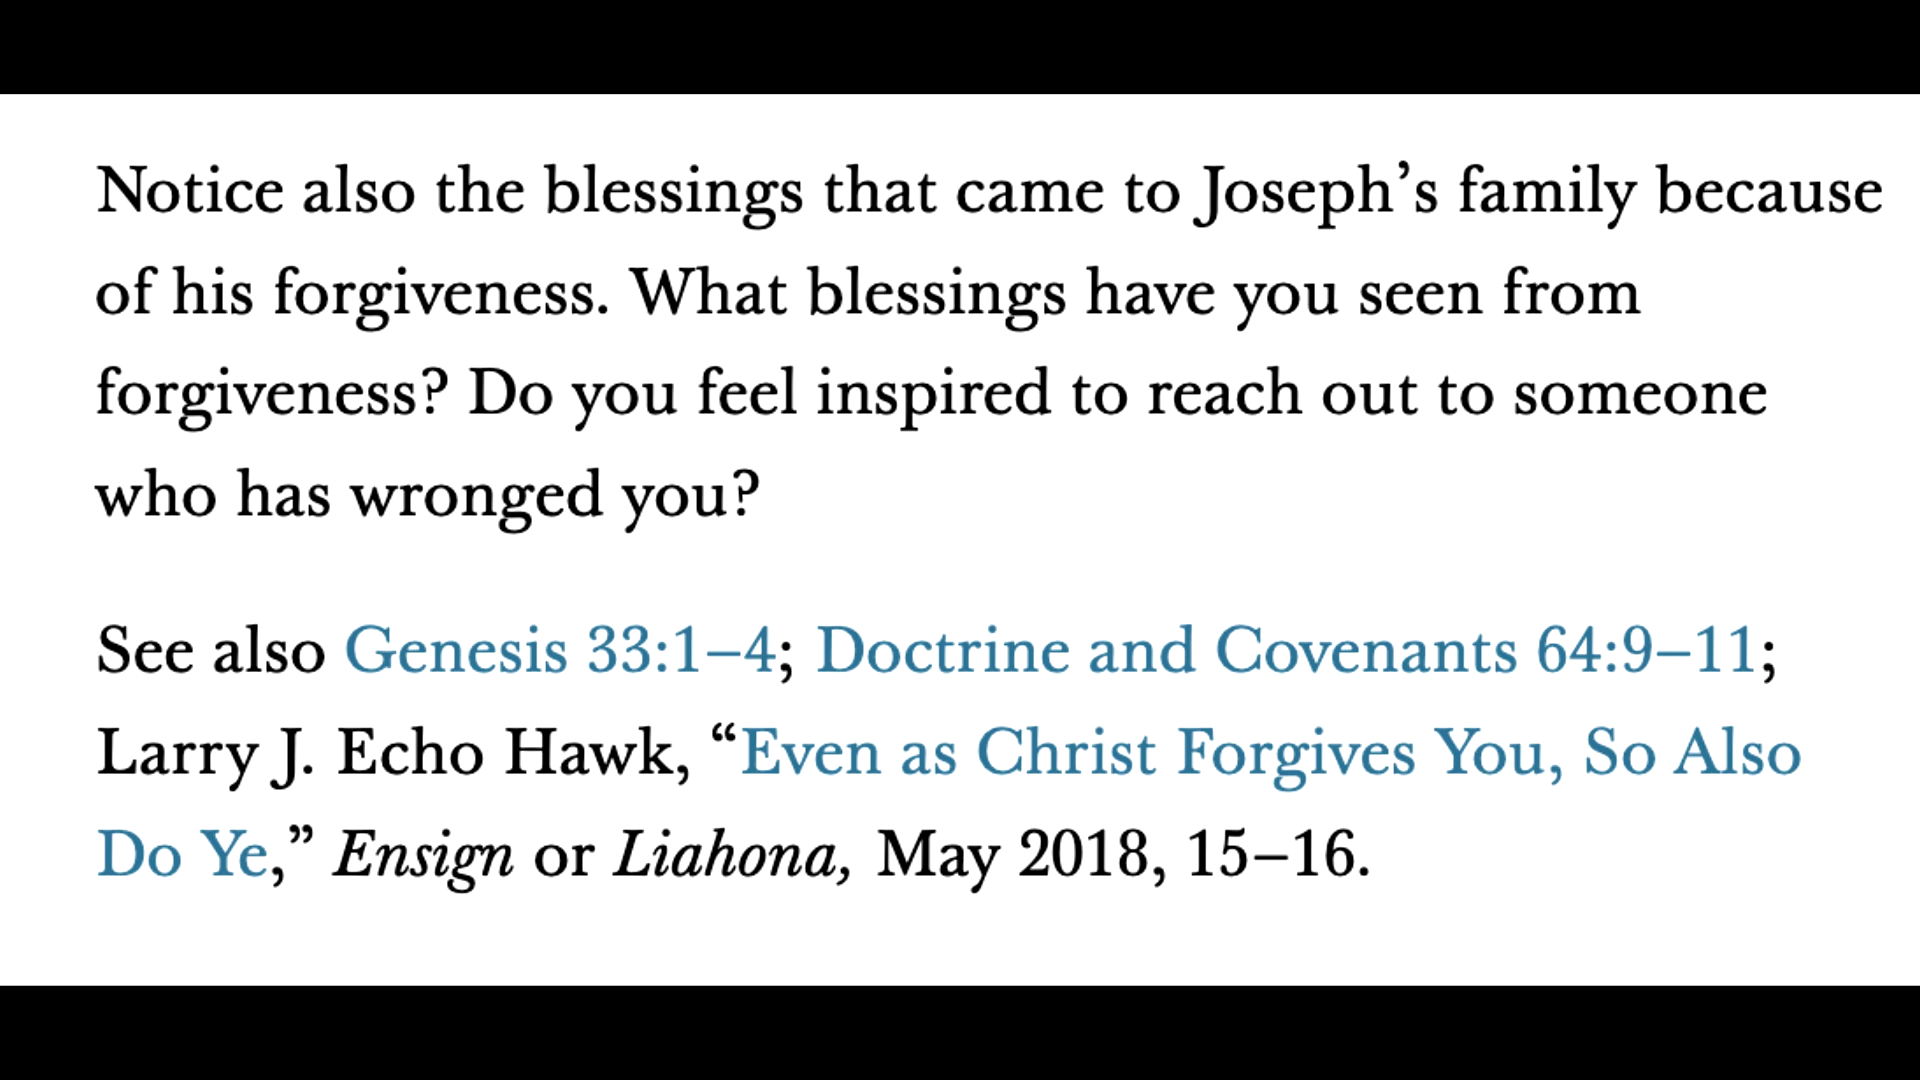 Notice also the blessings that came to Joseph’s family because
of his forgiveness. What blessings have you seen from
forgiveness? Do you feel inspired to reach out to someone
who has wronged you?
See also Genesis 33:1–4; Doctrine and Covenants 64:9–11;
Larry J. Echo Hawk, “Even as Christ Forgives You, So Also
Do Ye,” Ensign or Liahona, May 2018, 15–16.